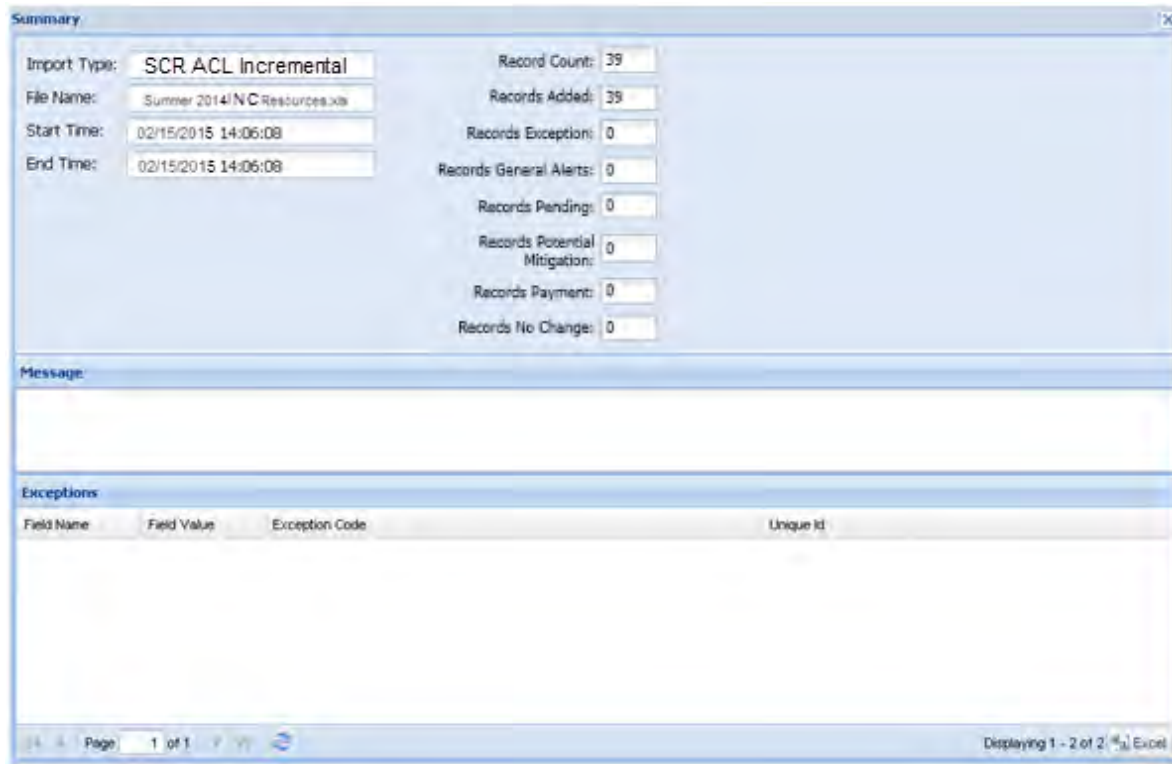 Summary
Import Type: SCR ACL Incremental
File Name: Summer 2014INC Resources.xls
Start Time: 02/15/2015 14:06:08
End Time: 02/15/2015 14:06:08
Record Count: 39
Records Added: 39
Records Exception: 0
Records General Alerts: 0
Records Pending: 0
Records Potential
Mitigation: 0
Records Payment: 0
Records No Change: 0
Message
Exceptions
Field Name Field Value Exception Code Unique Id
Page 1 of 1
Displaying 1 - 2 of 2 Excel